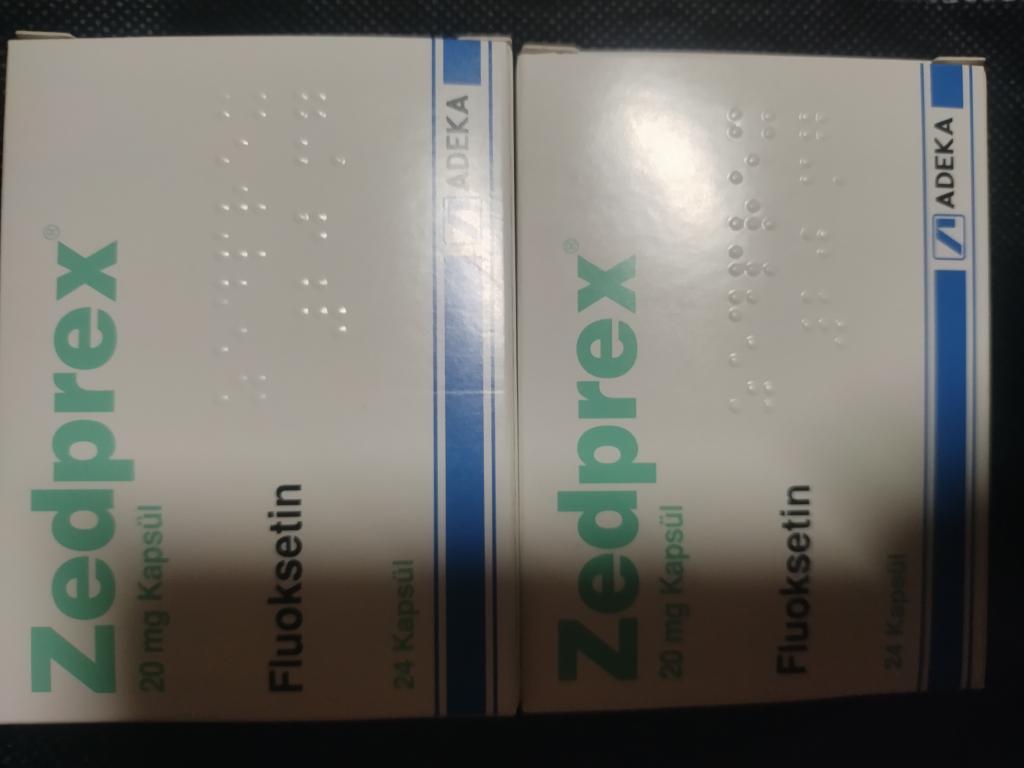 Zedprex®
20 mg Kapsül
Fluoksetin
24 Kapsül
ADEKA
Zedprex®
20 mg Kapsül
Fluoksetin
24 Kapsül
ADEKA